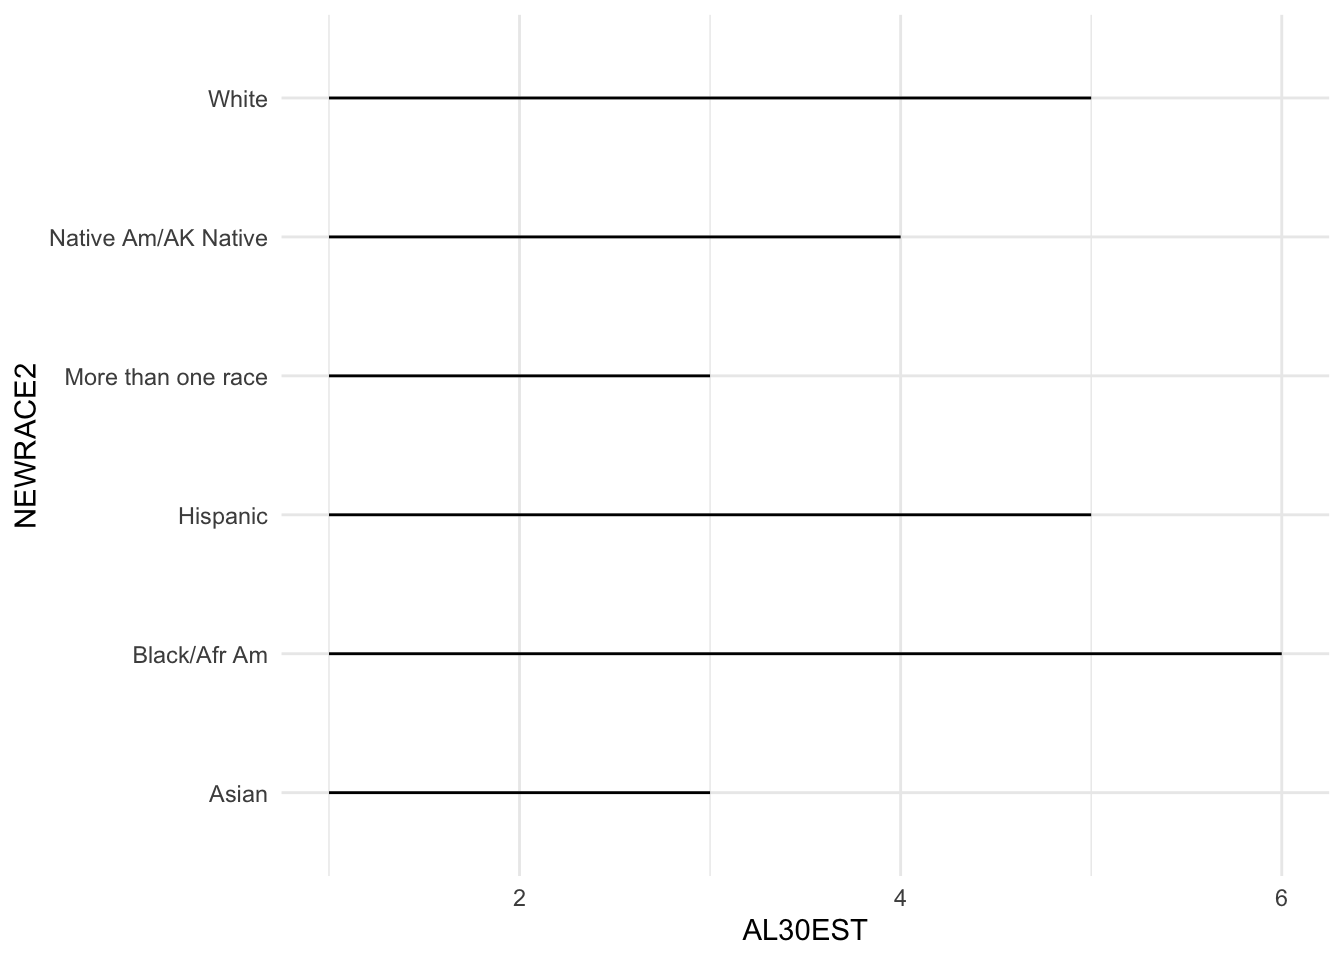 White
Native Am/AK Native
More than one race
Hispanic
Black/Afr Am
Asian
NEWRACE2
2
4
6
AL30EST